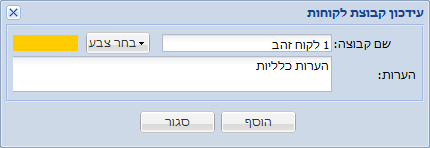 עידכון קבוצת לקוחות
שם קבוצה: 1 לקוח זהב בחר צבע
הערות: הערות כלליות
הוסף סגור